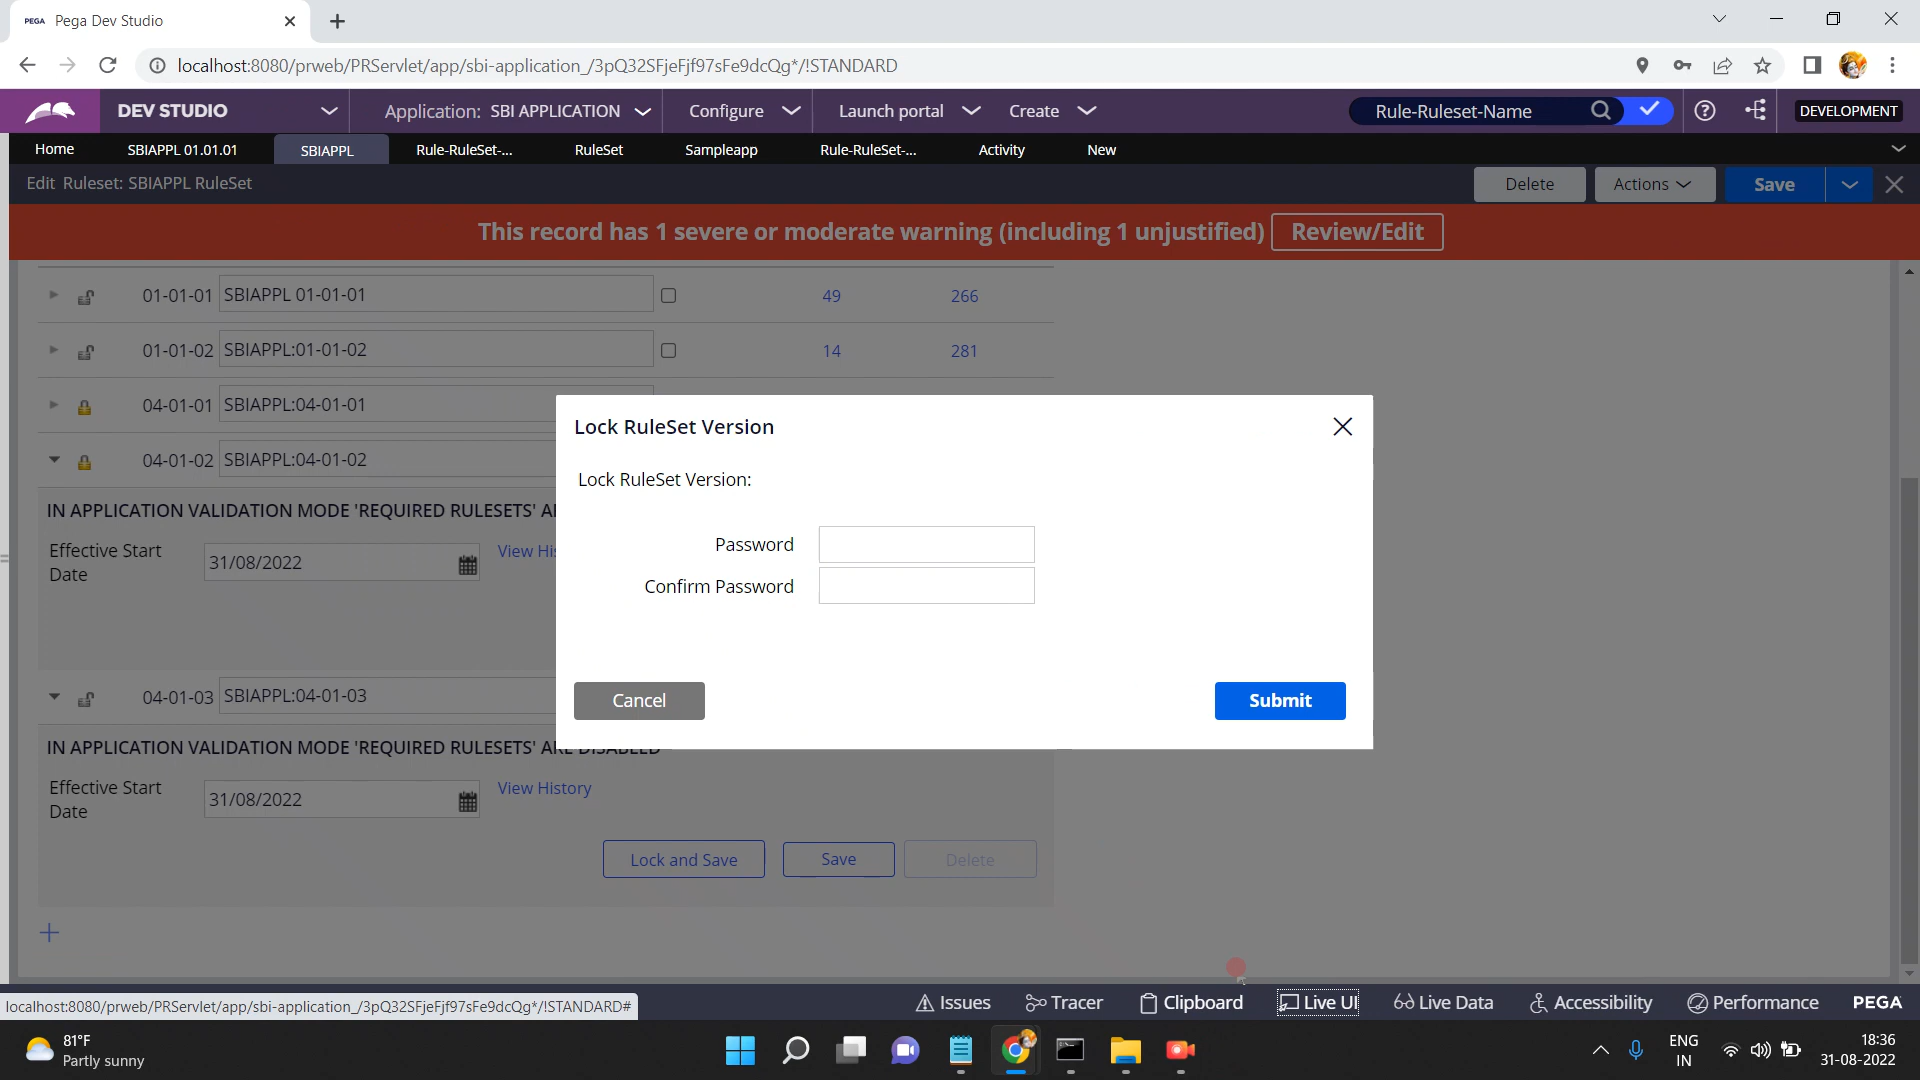 PEGA Pega Dev Studio
localhost:8080/prweb/PRServlet/app/sbi-application_/3pQ32SFjeFjf97sFe9dcQg*/!STANDARD
DEV STUDIO Application: SBI APPLICATION Configure Launch portal Create Rule-Ruleset-Name DEVELOPMENT
Home SBIAPPL 01.01.01 SBIAPPL Rule-RuleSet-... RuleSet Sampleapp Rule-RuleSet-... Activity New
Edit Ruleset: SBIAPPL RuleSet Delete Actions Save
This record has 1 severe or moderate warning (including 1 unjustified) Review/Edit
01-01-01 SBIAPPL 01-01-01 49 266
01-01-02 SBIAPPL:01-01-02 14 281
04-01-01 SBIAPPL:04-01-01
04-01-02 SBIAPPL:04-01-02
IN APPLICATION VALIDATION MODE 'REQUIRED RULESETS'
Effective Start
Date
31/08/2022
View His
Lock RuleSet Version
Lock RuleSet Version:
Password
Confirm Password
Cancel
Submit
04-01-03 SBIAPPL:04-01-03
IN APPLICATION VALIDATION MODE 'REQUIRED RULESETS' ARE DISABLED
Effective Start
Date
31/08/2022
View History
Lock and Save Save Delete
localhost:8080/prweb/PRServlet/app/sbi-application_/3pQ32SFjeFjf97sFe9dcQg*/!STANDARD#
Issues Tracer Clipboard Live UI Live Data Accessibility Performance PEGA
81°F
Partly sunny
ENG
IN
18:36
31-08-2022